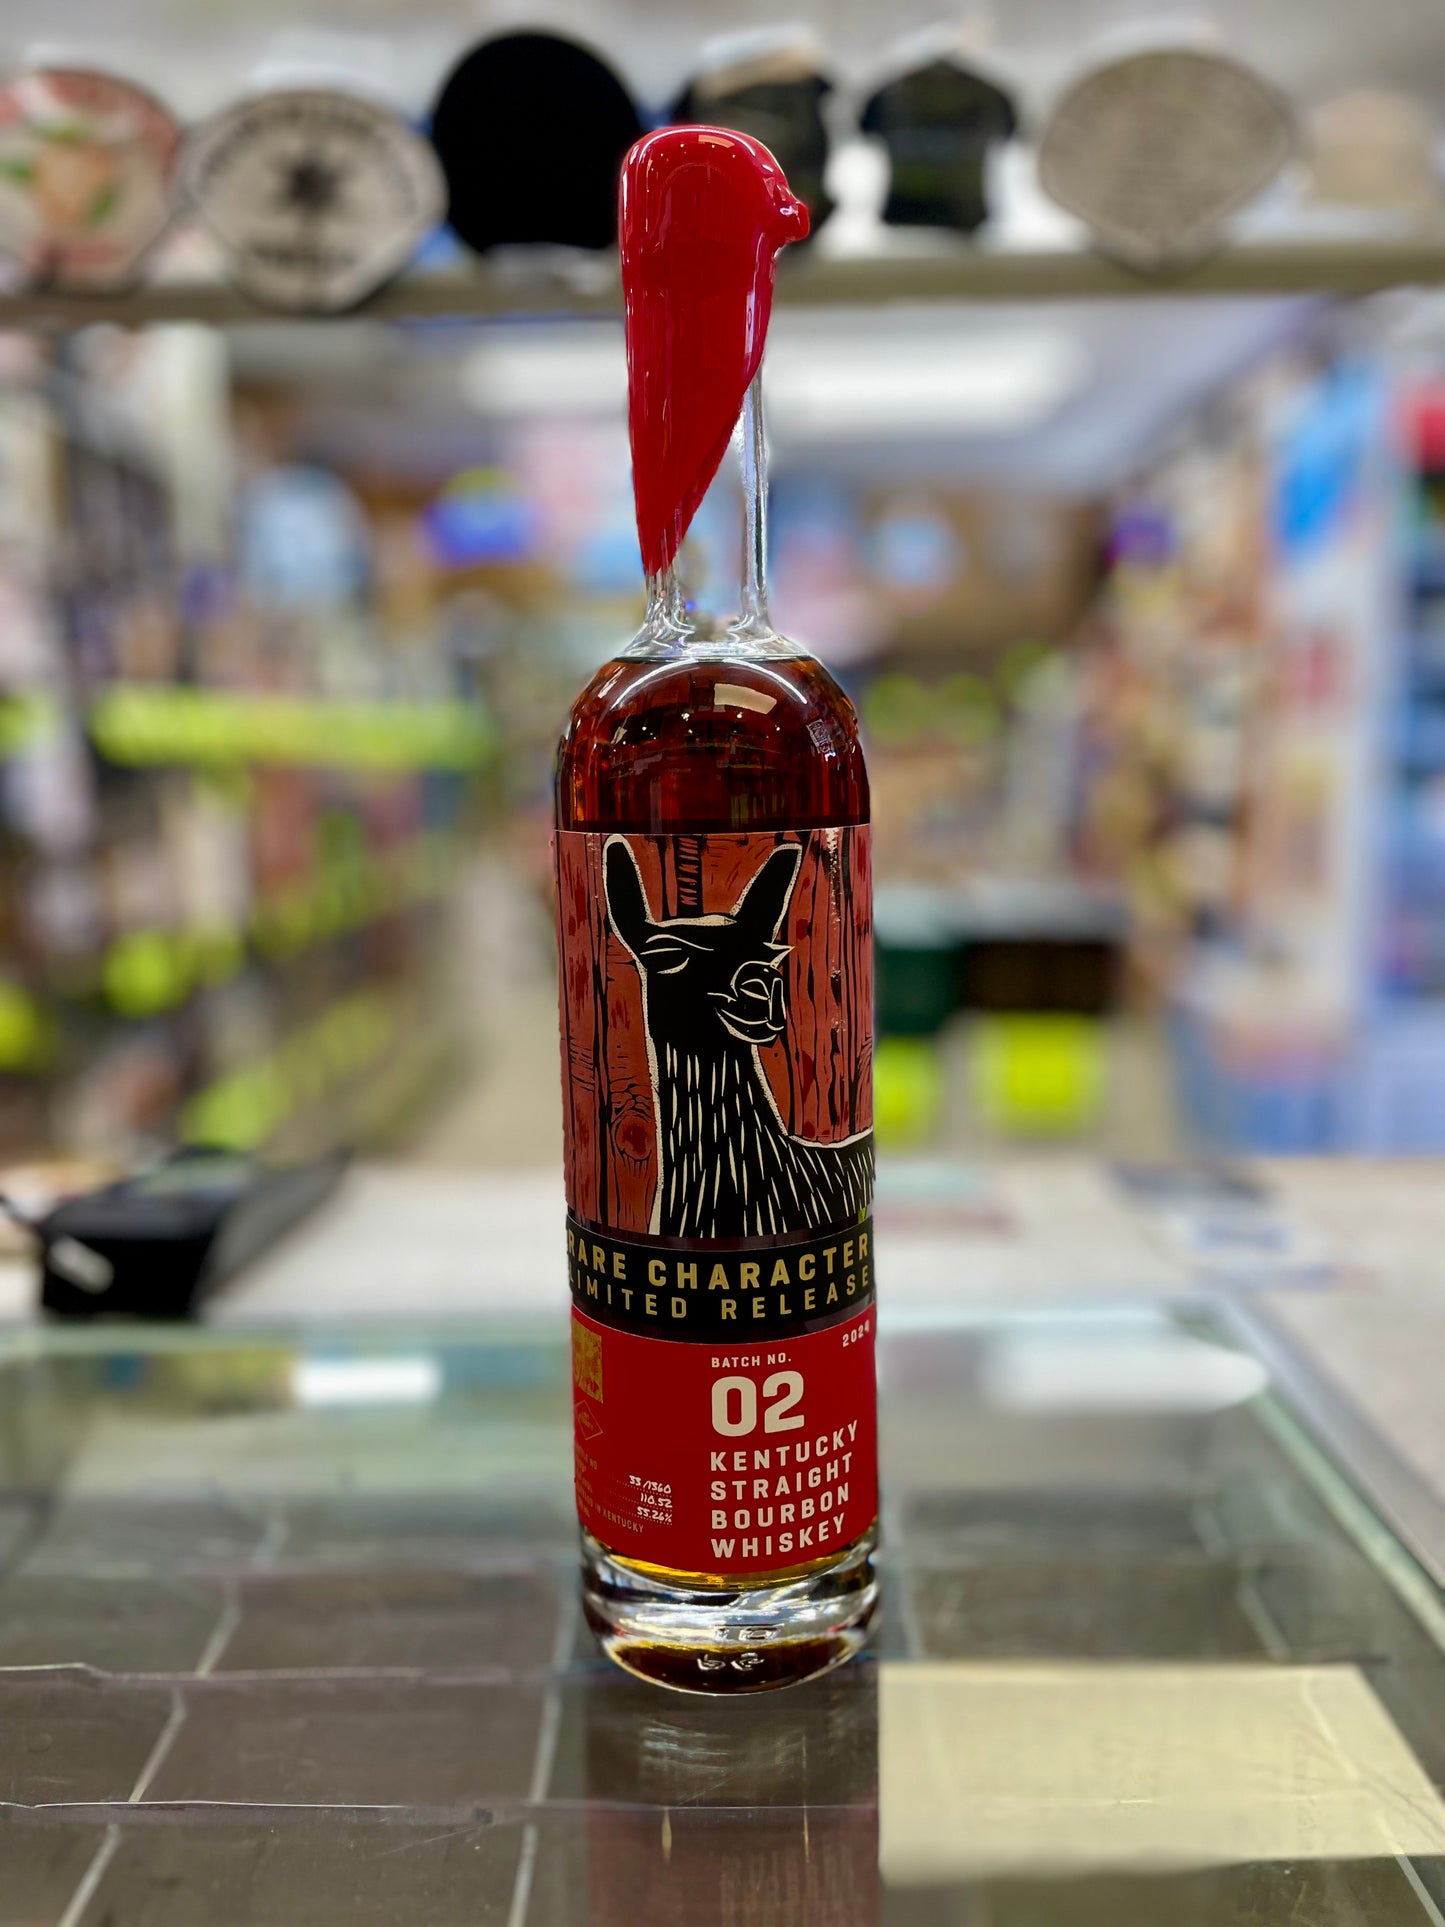 RARE CHARACTER
LIMITED RELEASE
2024
BATCH NO.
02
KENTUCKY
STRAIGHT
BOURBON
WHISKEY
33/1360
110.52
55.26%
IN KENTUCKY